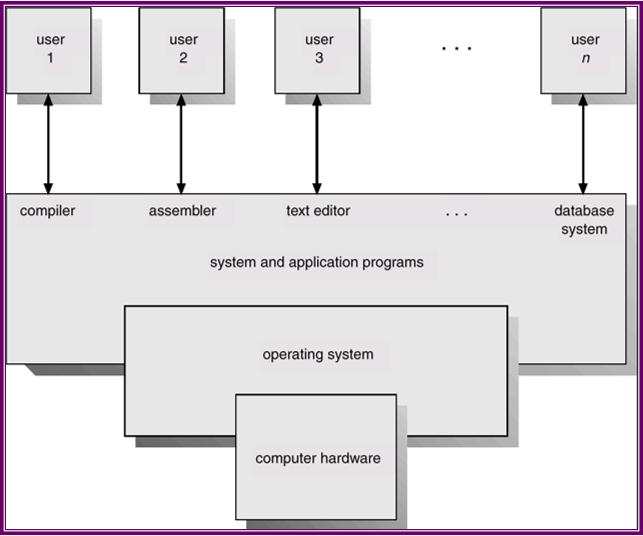 user
1
user
2
user
3
. . .
user
n
compiler
assembler
text editor
. . .
database
system
system and application programs
operating system
computer hardware